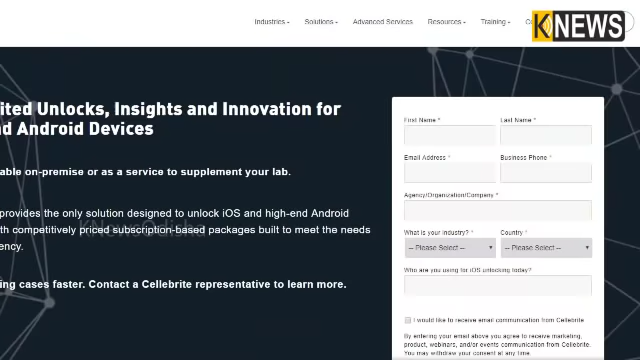 Industries Solutions Advanced Services Resources Training
KNEWS
ited Unlocks, Insights and Innovation for
d Android Devices
able on-premise or as a service to supplement your lab.
provides the only solution designed to unlock iOS and high-end Android
th competitively priced subscription-based packages built to meet the needs
ency.
KNewsOdisha
ing cases faster. Contact a Cellebrite representative to learn more.
First Name * Last Name *
Email Address * Business Phone *
Agency/Organization/Company *
What is your industry? * Country *
-- Please Select -- -- Please Select --
Who are you using for iOS unlocking today?
I would like to receive email communication from Cellebrite
By entering your email above you agree to receive marketing,
product, webinars, and/or events communication from Cellebrite.
You may withdraw your consent at any time.